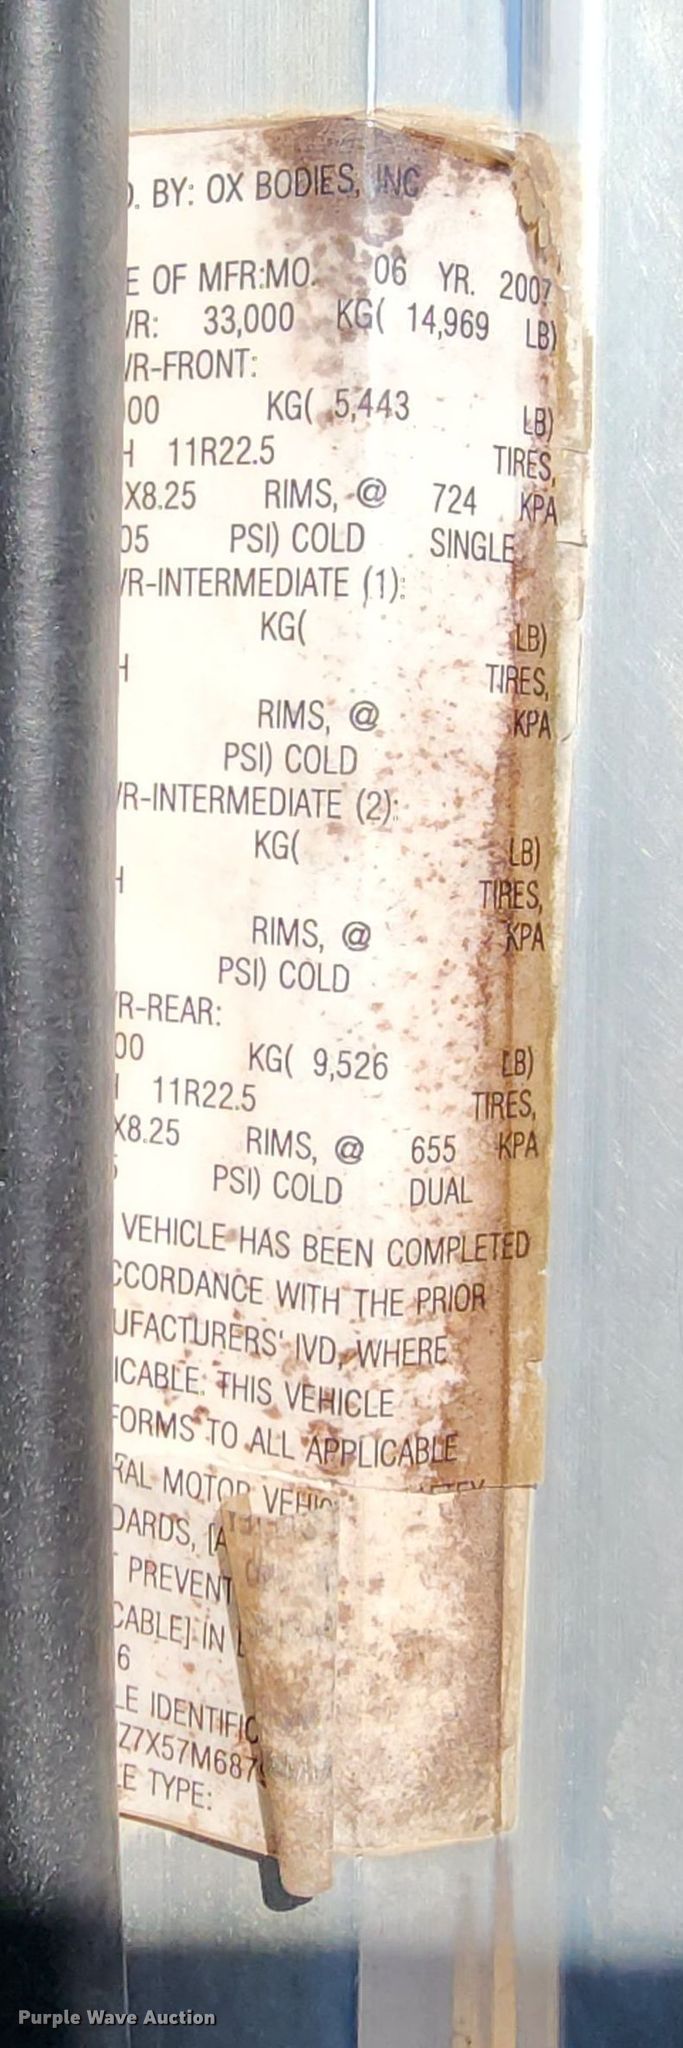 D. BY: OX BODIES, INC
E OF MFR:MO. 06 YR. 2007
VR: 33,000 KG( 14,969 LB)
VR-FRONT:
00 KG( 5,443 LB)
H 11R22.5 TIRES,
X8.25 RIMS, @ 724 KPA
05 PSI) COLD SINGLE
VR-INTERMEDIATE (1):
KG( LB)
H TIRES,
RIMS, @ KPA
PSI) COLD
VR-INTERMEDIATE (2):
KG( LB)
H TIRES,
RIMS, @ KPA
PSI) COLD
R-REAR:
00 KG( 9,526 LB)
11R22.5 TIRES,
X8.25 RIMS, @ 655 KPA
PSI) COLD DUAL
VEHICLE HAS BEEN COMPLETED
CCORDANCE WITH THE PRIOR
UFACTURERS' IVD, WHERE
ICABLE. THIS VEHICLE
FORMS TO ALL APPLICABLE
RAL MOTOR VEHIC
DARDS, [A
PREVENT
CABLE] IN
6
LE IDENTIFIC
Z7X57M687
LE TYPE:
Purple Wave Auction